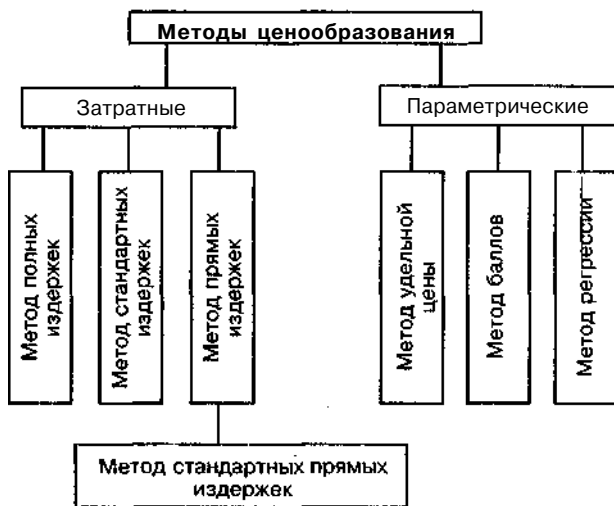 Методы ценообразования
Затратные
Параметрические
Метод полных
издержек
Метод стандартных
издержек
Метод прямых
издержек
Метод удельной
цены
Метод баллов
Метод регрессии
Метод стандартных прямых
издержек